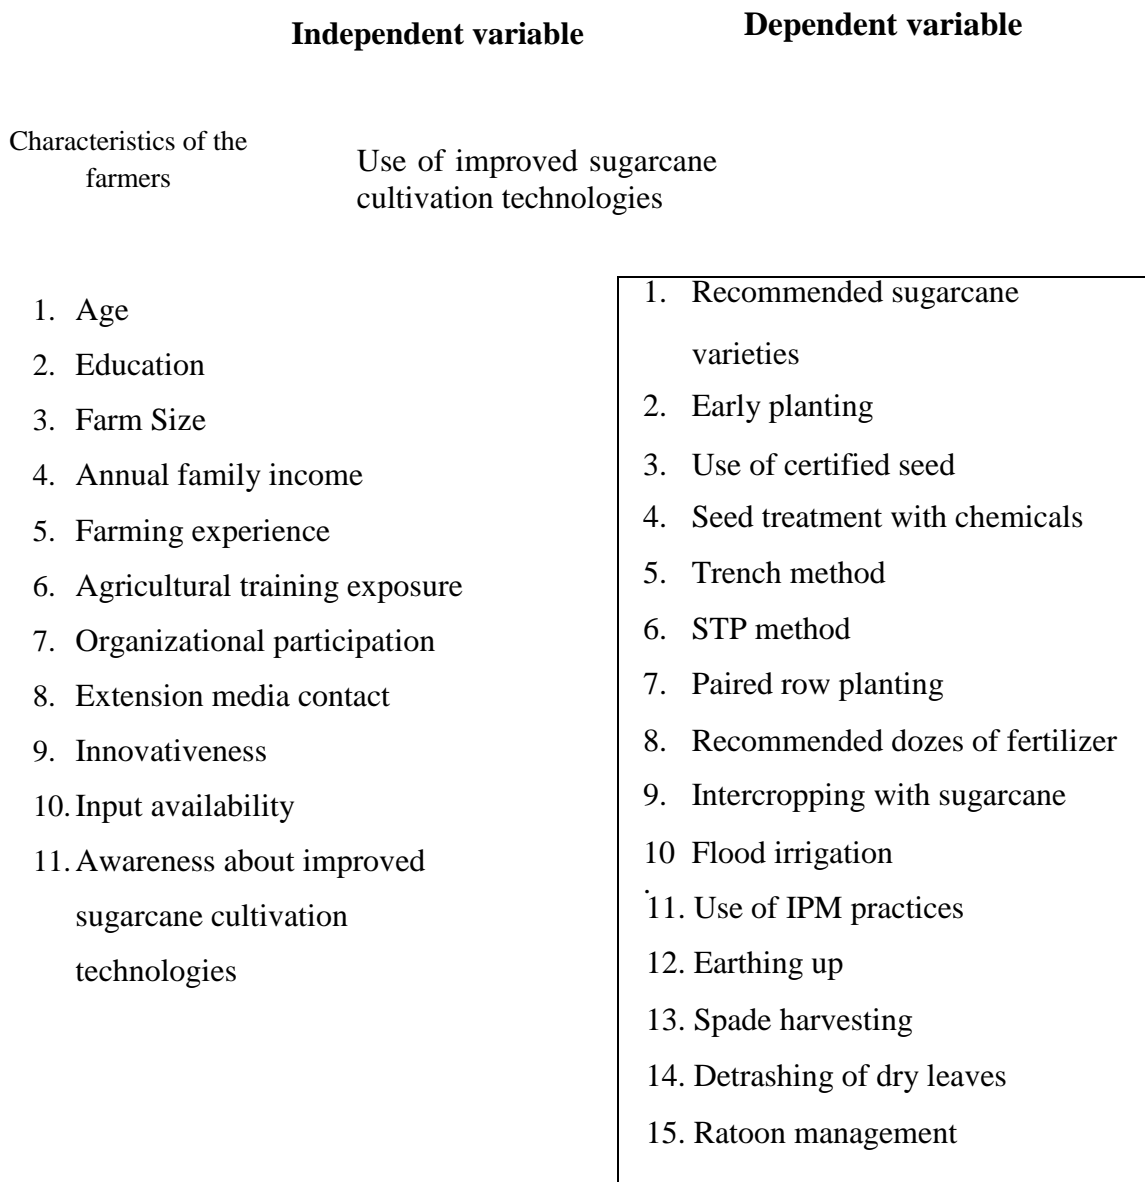 Independent variable
Dependent variable
Characteristics of the
farmers
Use of improved sugarcane
cultivation technologies
1. Age
2. Education
3. Farm Size
4. Annual family income
5. Farming experience
6. Agricultural training exposure
7. Organizational participation
8. Extension media contact
9. Innovativeness
10. Input availability
11. Awareness about improved
sugarcane cultivation
technologies
1. Recommended sugarcane
varieties
2. Early planting
3. Use of certified seed
4. Seed treatment with chemicals
5. Trench method
6. STP method
7. Paired row planting
8. Recommended dozes of fertilizer
9. Intercropping with sugarcane
10 Flood irrigation
.
11. Use of IPM practices
12. Earthing up
13. Spade harvesting
14. Detrashing of dry leaves
15. Ratoon management